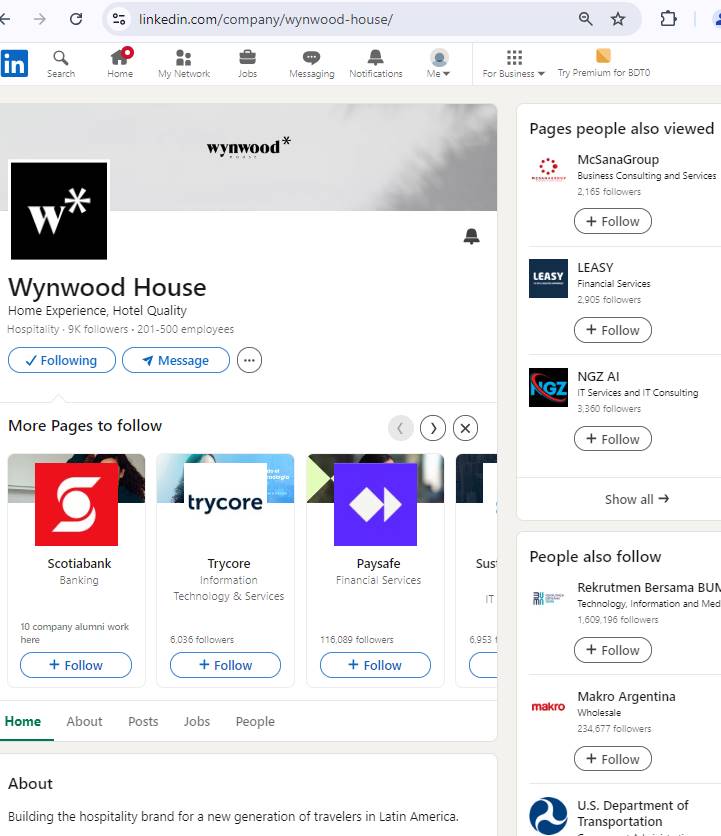 linkedin.com/company/wynwood-house/
in
Search
Home
My Network
Jobs
Messaging
Notifications
Me
For Business
Try Premium for BDT0
wynwood*
HOUSE
w*
Wynwood House
Home Experience, Hotel Quality
Hospitality · 9K followers · 201-500 employees
Following
Message
More Pages to follow
Scotiabank
Banking
10 company alumni work
here
+ Follow
trycore
Trycore
Information
Technology & Services
6,036 followers
+ Follow
Paysafe
Financial Services
116,089 followers
+ Follow
Sus
IT
6,953 f
Home
About
Posts
Jobs
People
About
Building the hospitality brand for a new generation of travelers in Latin America.
Pages people also viewed
MCSANAGROUP
McSanaGroup
Business Consulting and Services
2,165 followers
+ Follow
LEASY
LEASY
Financial Services
2,905 followers
+ Follow
NGZ
NGZ AI
IT Services and IT Consulting
3,360 followers
+ Follow
Show all →
People also follow
Rekrutmen Bersama BUM
Technology, Information and Med
1,609,196 followers
+ Follow
makro
Makro Argentina
Wholesale
234,677 followers
+ Follow
U.S. Department of
Transportation